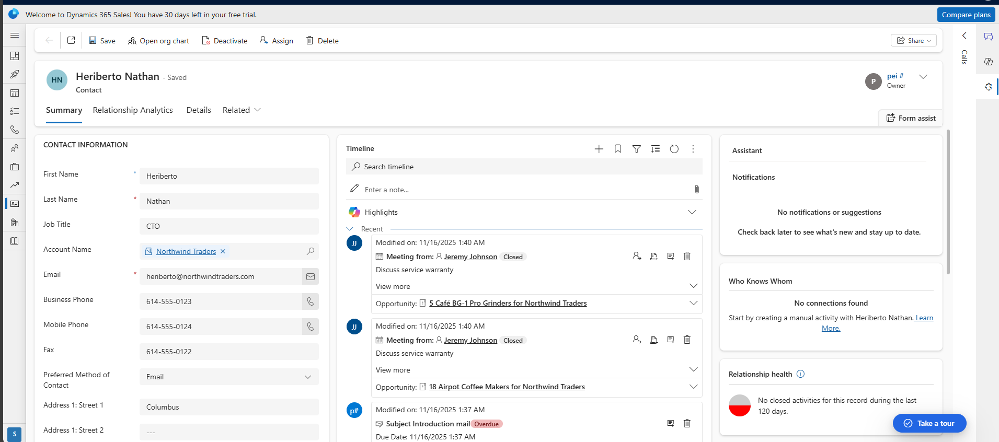 Welcome to Dynamics 365 Sales! You have 30 days left in your free trial.
Compare plans
Save
Open org chart
Deactivate
Assign
Delete
Share
Calls
HN
Heriberto Nathan - Saved
Contact
P
pei #
Owner
Summary
Relationship Analytics
Details
Related
Form assist
CONTACT INFORMATION
First Name
+
Heriberto
Last Name
*
Nathan
Job Title
CTO
Account Name
Northwind Traders
Email
*
heriberto@northwindtraders.com
Business Phone
614-555-0123
Mobile Phone
614-555-0124
Fax
614-555-0122
Preferred Method of
Contact
Email
Address 1: Street 1
Columbus
Address 1: Street 2
---
S
Timeline
Search timeline
Enter a note...
Highlights
Recent
JJ
Modified on: 11/16/2025 1:40 AM
Meeting from: Jeremy Johnson Closed
Discuss service warranty
View more
Opportunity: 5 Café BG-1 Pro Grinders for Northwind Traders
JJ
Modified on: 11/16/2025 1:40 AM
Meeting from: Jeremy Johnson Closed
Discuss service warranty
View more
Opportunity: 18 Airpot Coffee Makers for Northwind Traders
p#
Modified on: 11/16/2025 1:37 AM
Subject Introduction mail Overdue
Due Date: 11/16/2025 1:37 AM
Assistant
Notifications
No notifications or suggestions
Check back later to see what's new and stay up to date.
Who Knows Whom
No connections found
Start by creating a manual activity with Heriberto Nathan. Learn
More.
Relationship health
No closed activities for this record during the last
120 days.
Take a tour